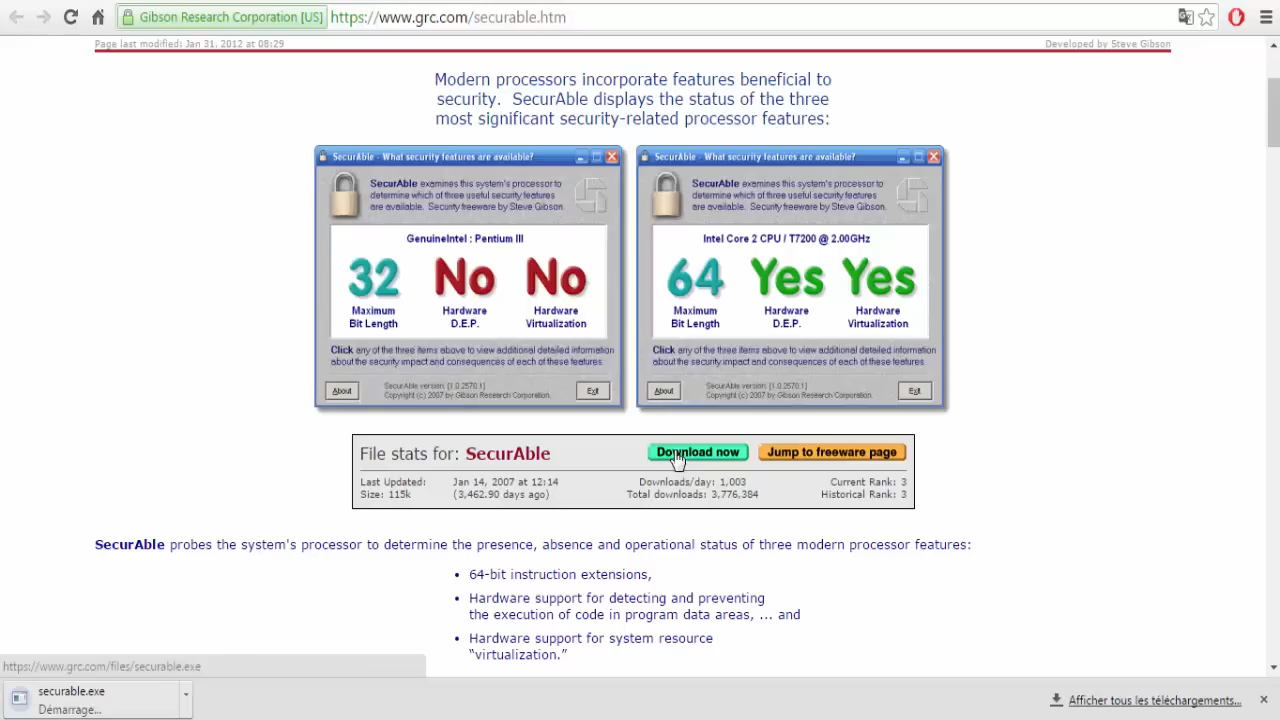 Gibson Research Corporation [US] https://www.grc.com/securable.htm
Page last modified: Jan 31, 2012 at 08:29 Developed by Steve Gibson
Modern processors incorporate features beneficial to
security. SecurAble displays the status of the three
most significant security-related processor features:
SecurAble - What security features are available?
SecurAble examines this system's processor to
determine which of three useful security features
are available. Security freeware by Steve Gibson.
GenuineIntel : Pentium III
32 No No
Maximum Hardware Hardware
Bit Length D.E.P. Virtualization
Click any of the three items above to view additional detailed information
about the security impact and consequences of each of these features.
About SecurAble version: [1.0.2570.1] Exit
Copyright (c) 2007 by Gibson Research Corporation.
SecurAble - What security features are available?
SecurAble examines this system's processor to
determine which of three useful security features
are available. Security freeware by Steve Gibson.
Intel Core 2 CPU / T7200 @ 2.00GHz
64 Yes Yes
Maximum Hardware Hardware
Bit Length D.E.P. Virtualization
Click any of the three items above to view additional detailed information
about the security impact and consequences of each of these features.
About SecurAble version: [1.0.2570.1] Exit
Copyright (c) 2007 by Gibson Research Corporation.
File stats for: SecurAble Download now Jump to freeware page
Last Updated: Jan 14, 2007 at 12:14 Downloads/day: 1,003 Current Rank: 3
Size: 115k (3,462.90 days ago) Total downloads: 3,776,384 Historical Rank: 3
SecurAble probes the system's processor to determine the presence, absence and operational status of three modern processor features:
• 64-bit instruction extensions,
• Hardware support for detecting and preventing
the execution of code in program data areas, ... and
• Hardware support for system resource
“virtualization.”
https://www.grc.com/files/securable.exe
securable.exe
Démarrage...
Afficher tous les téléchargements...